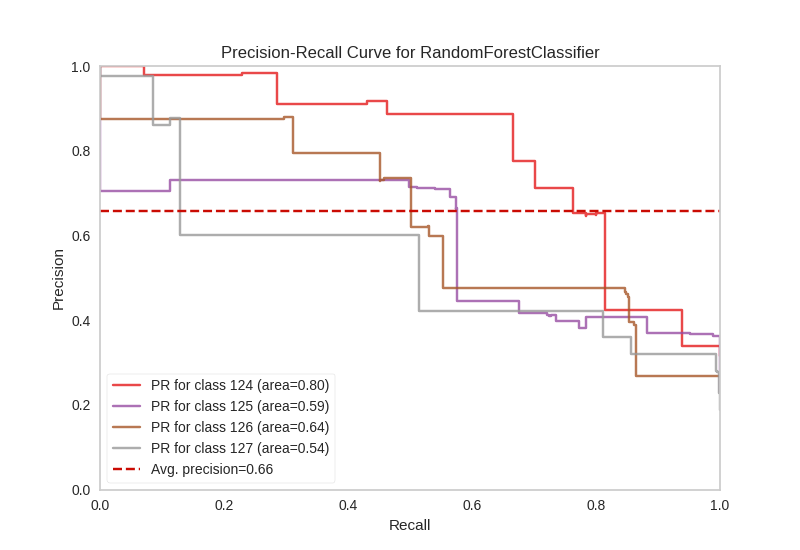 Precision-Recall Curve for RandomForestClassifier
1.0
0.8
0.6
0.4
0.2
0.0
Precision
PR for class 124 (area=0.80)
PR for class 125 (area=0.59)
PR for class 126 (area=0.64)
PR for class 127 (area=0.54)
Avg. precision=0.66
0.0 0.2 0.4 0.6 0.8 1.0
Recall